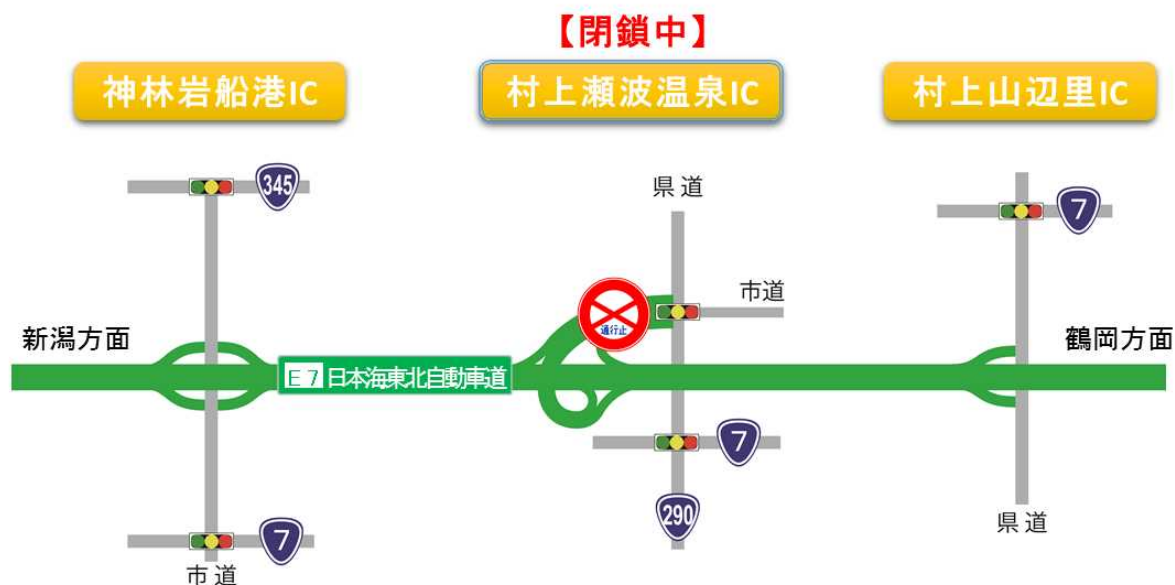 【閉鎖中】
神林岩船港IC
村上瀬波温泉IC
村上山辺里IC
345
県道
7
市道
通行止
新潟方面
鶴岡方面
E7 日本海東北自動車道
7
290
県道
7
市道